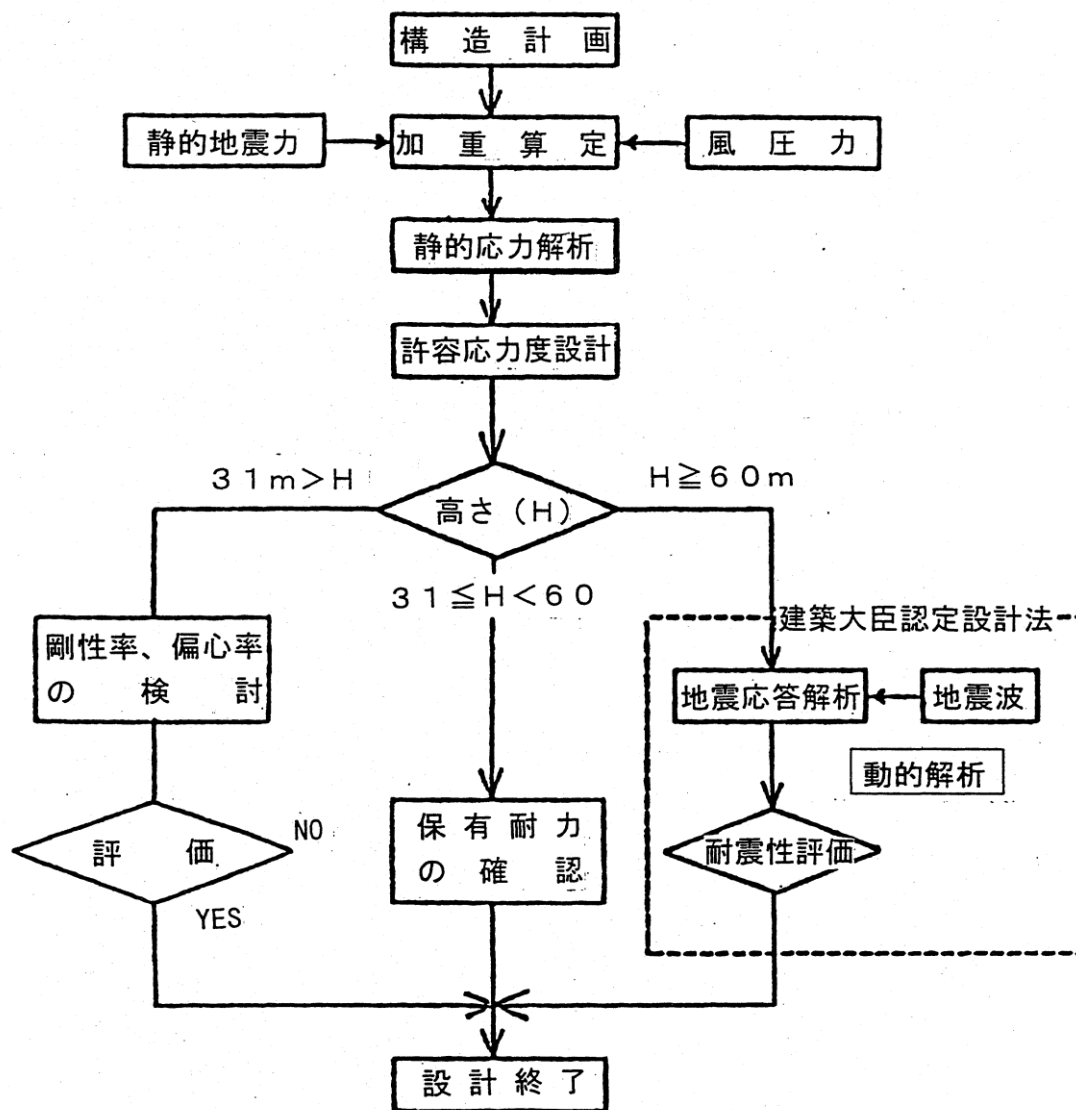 構造計画
静的地震力
加重算定
風圧力
静的応力解析
許容応力度設計
31m>H
高さ(H)
H≧60m
31≦H<60
建築大臣認定設計法
剛性率、偏心率
の検討
地震応答解析
地震波
動的解析
評価
NO
YES
保有耐力
の確認
耐震性評価
設計終了